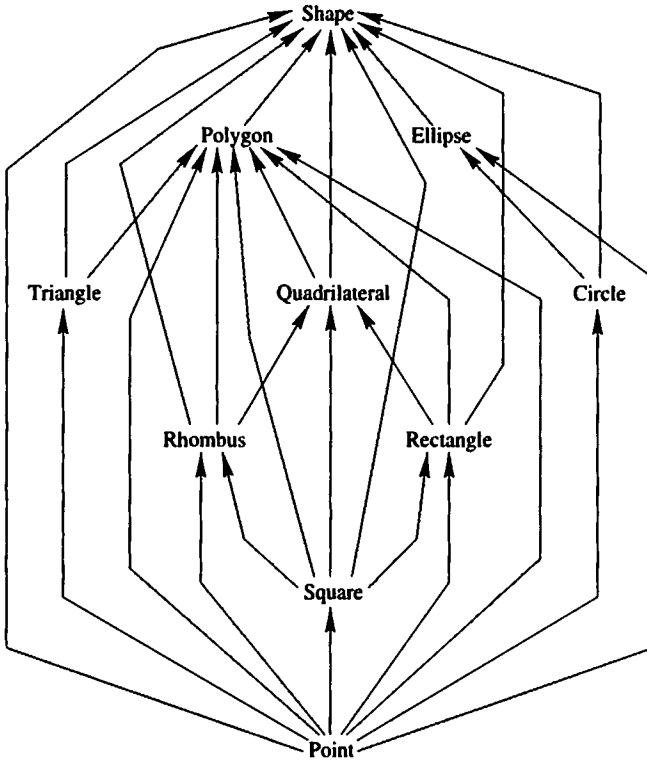 Shape
Polygon Ellipse
Triangle Quadrilateral Circle
Rhombus Rectangle
Square
Point